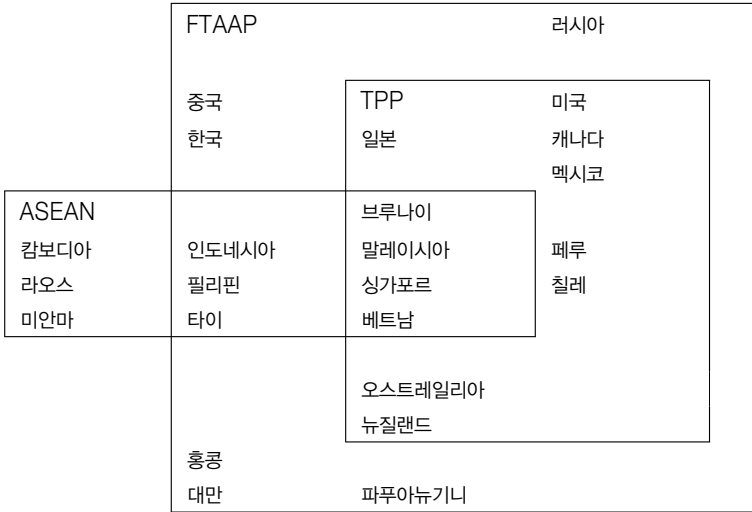 FTAAP 러시아
중국 TPP 미국
한국 일본 캐나다
멕시코
ASEAN 브루나이
캄보디아 인도네시아 말레이시아 페루
라오스 필리핀 싱가포르 칠레
미얀마 타이 베트남
오스트레일리아
뉴질랜드
홍콩
대만 파푸아뉴기니